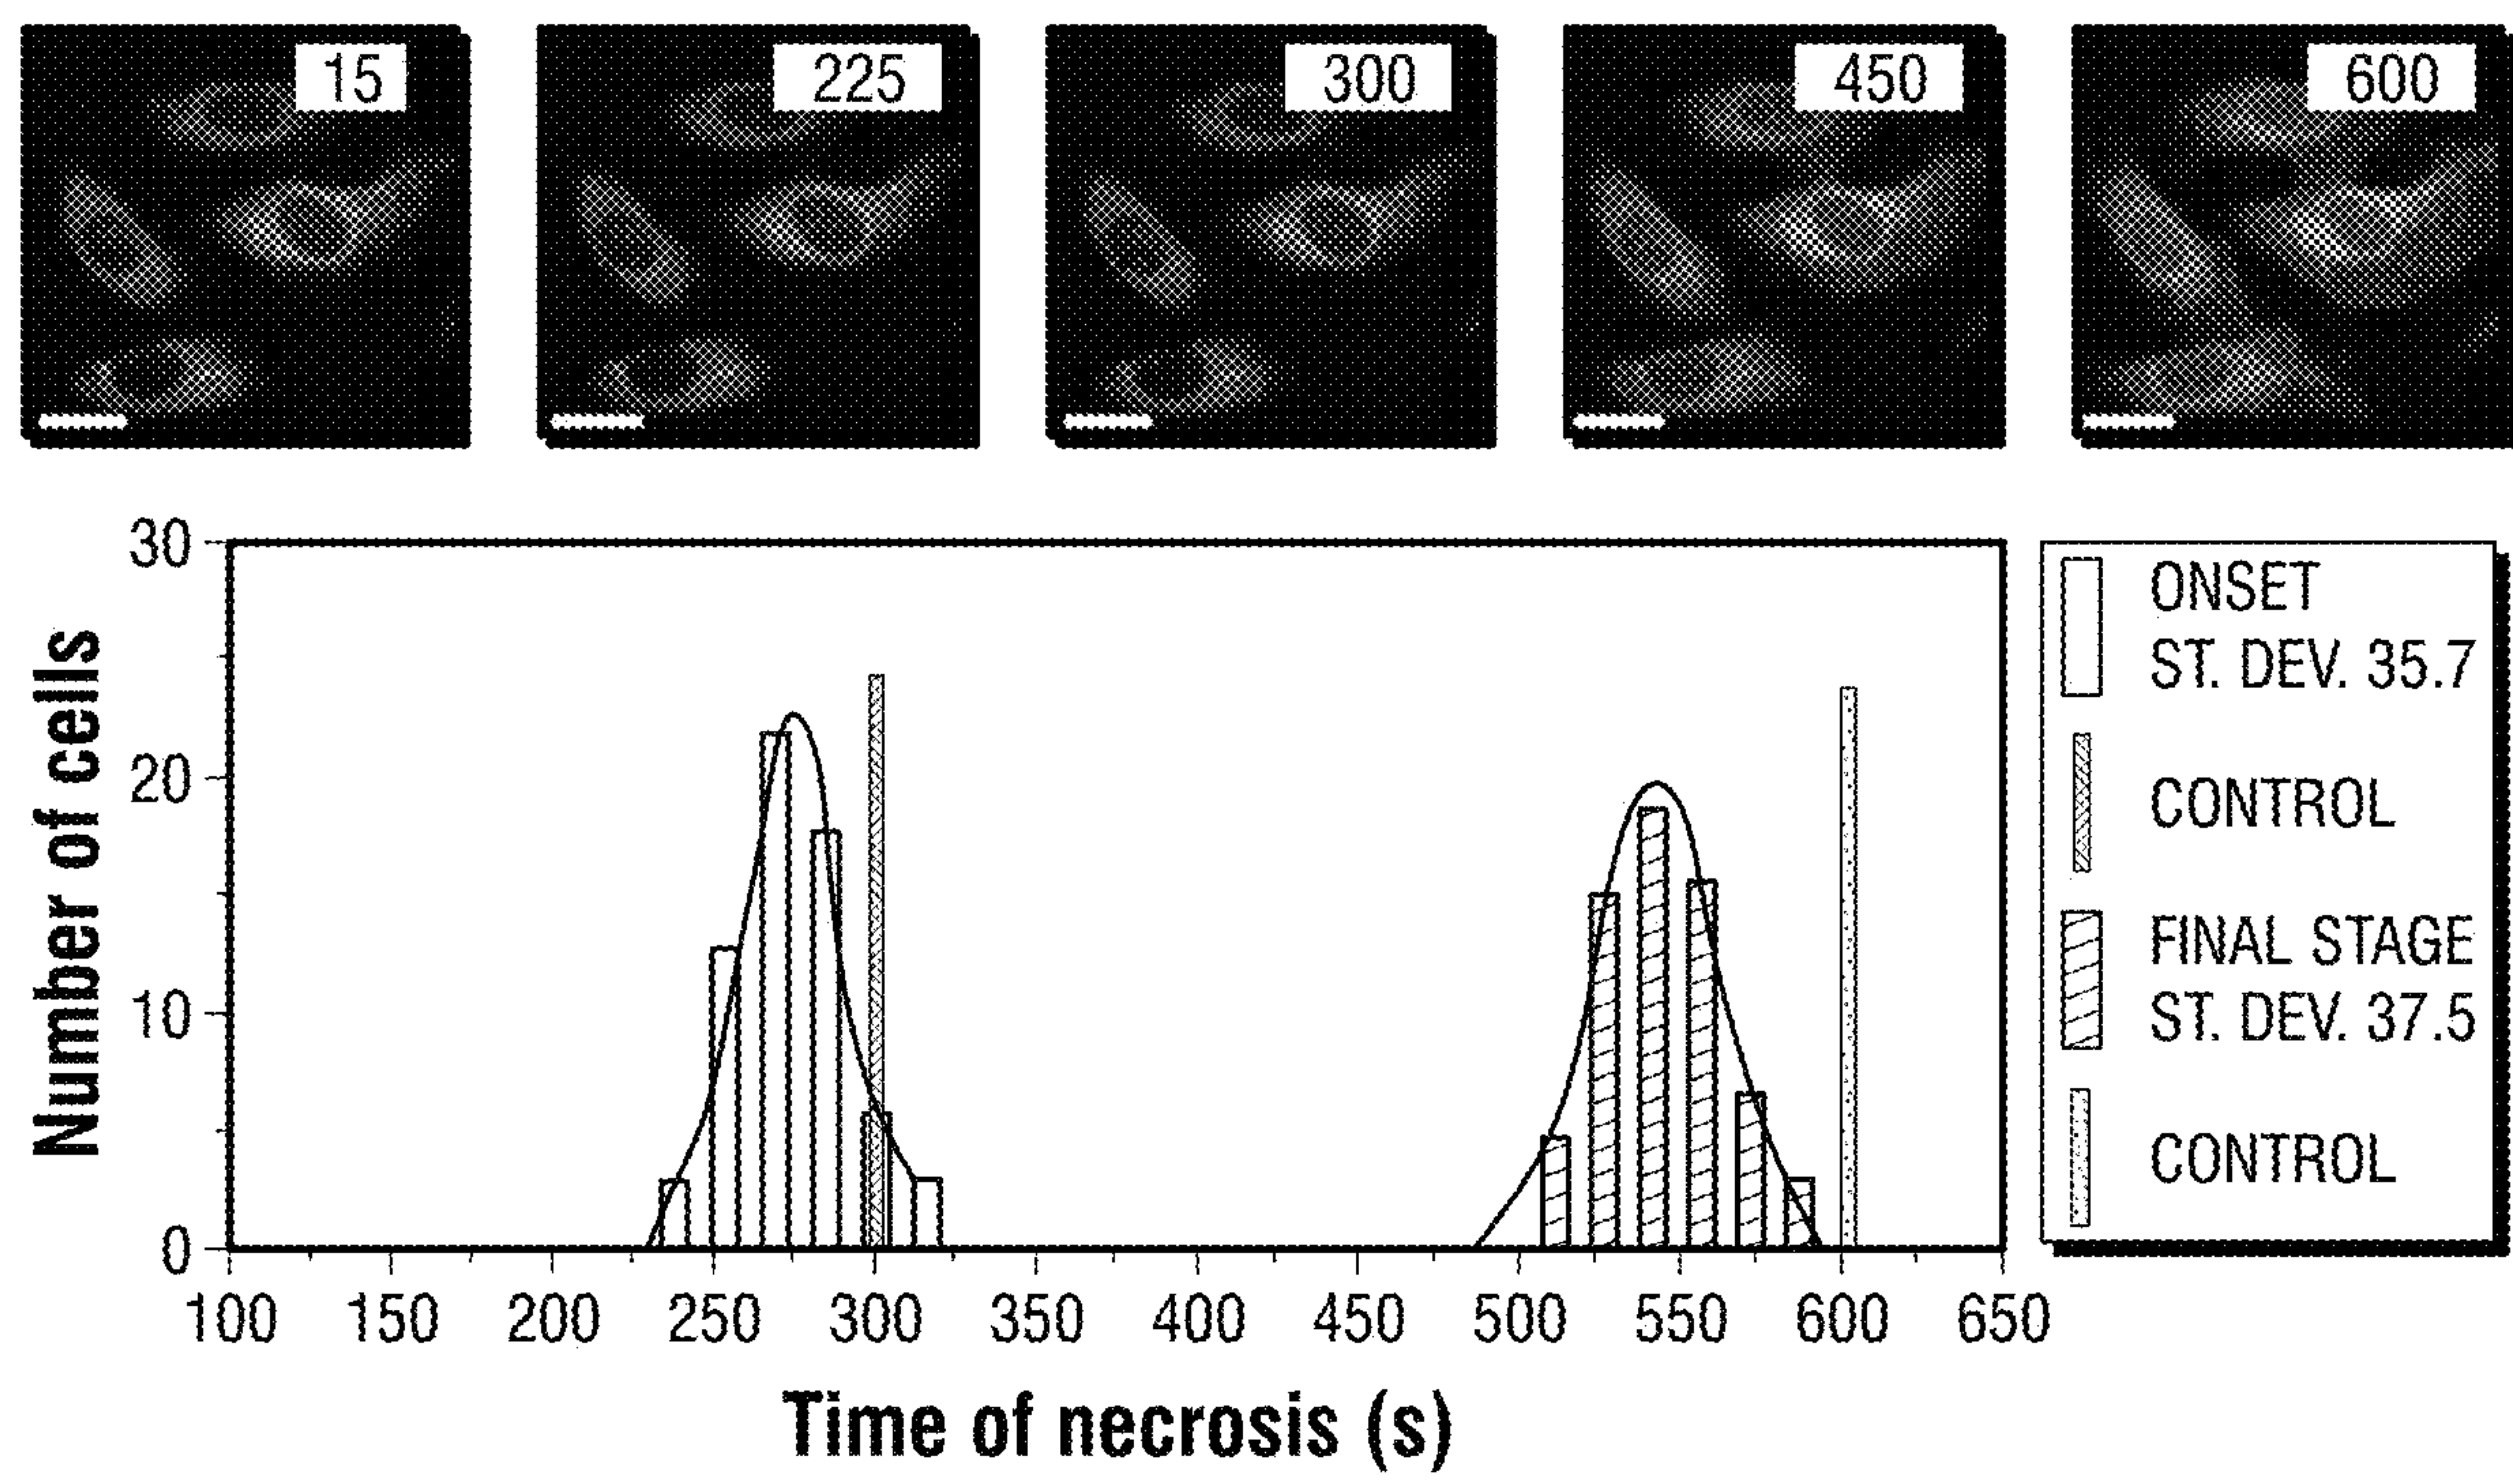 15
225
300
450
600
Number of cells
30
20
10
0
100 150 200 250 300 350 400 450 500 550 600 650
Time of necrosis (s)
ONSET
ST. DEV. 35.7
CONTROL
FINAL STAGE
ST. DEV. 37.5
CONTROL